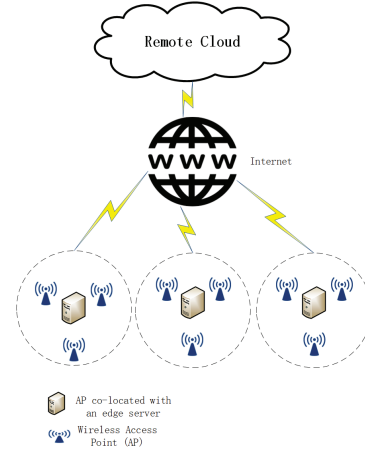 Remote Cloud
WWW
Internet
AP co-located with
an edge server
Wireless Access
Point (AP)